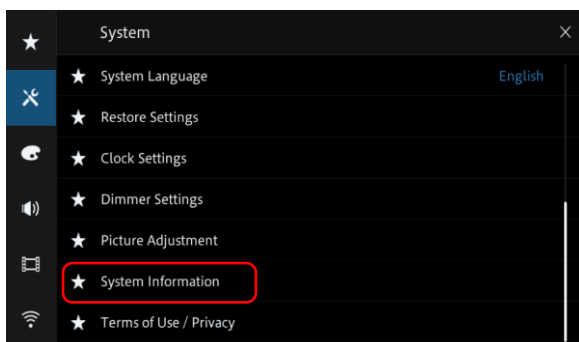 System
System Language English
Restore Settings
Clock Settings
Dimmer Settings
Picture Adjustment
System Information
Terms of Use / Privacy